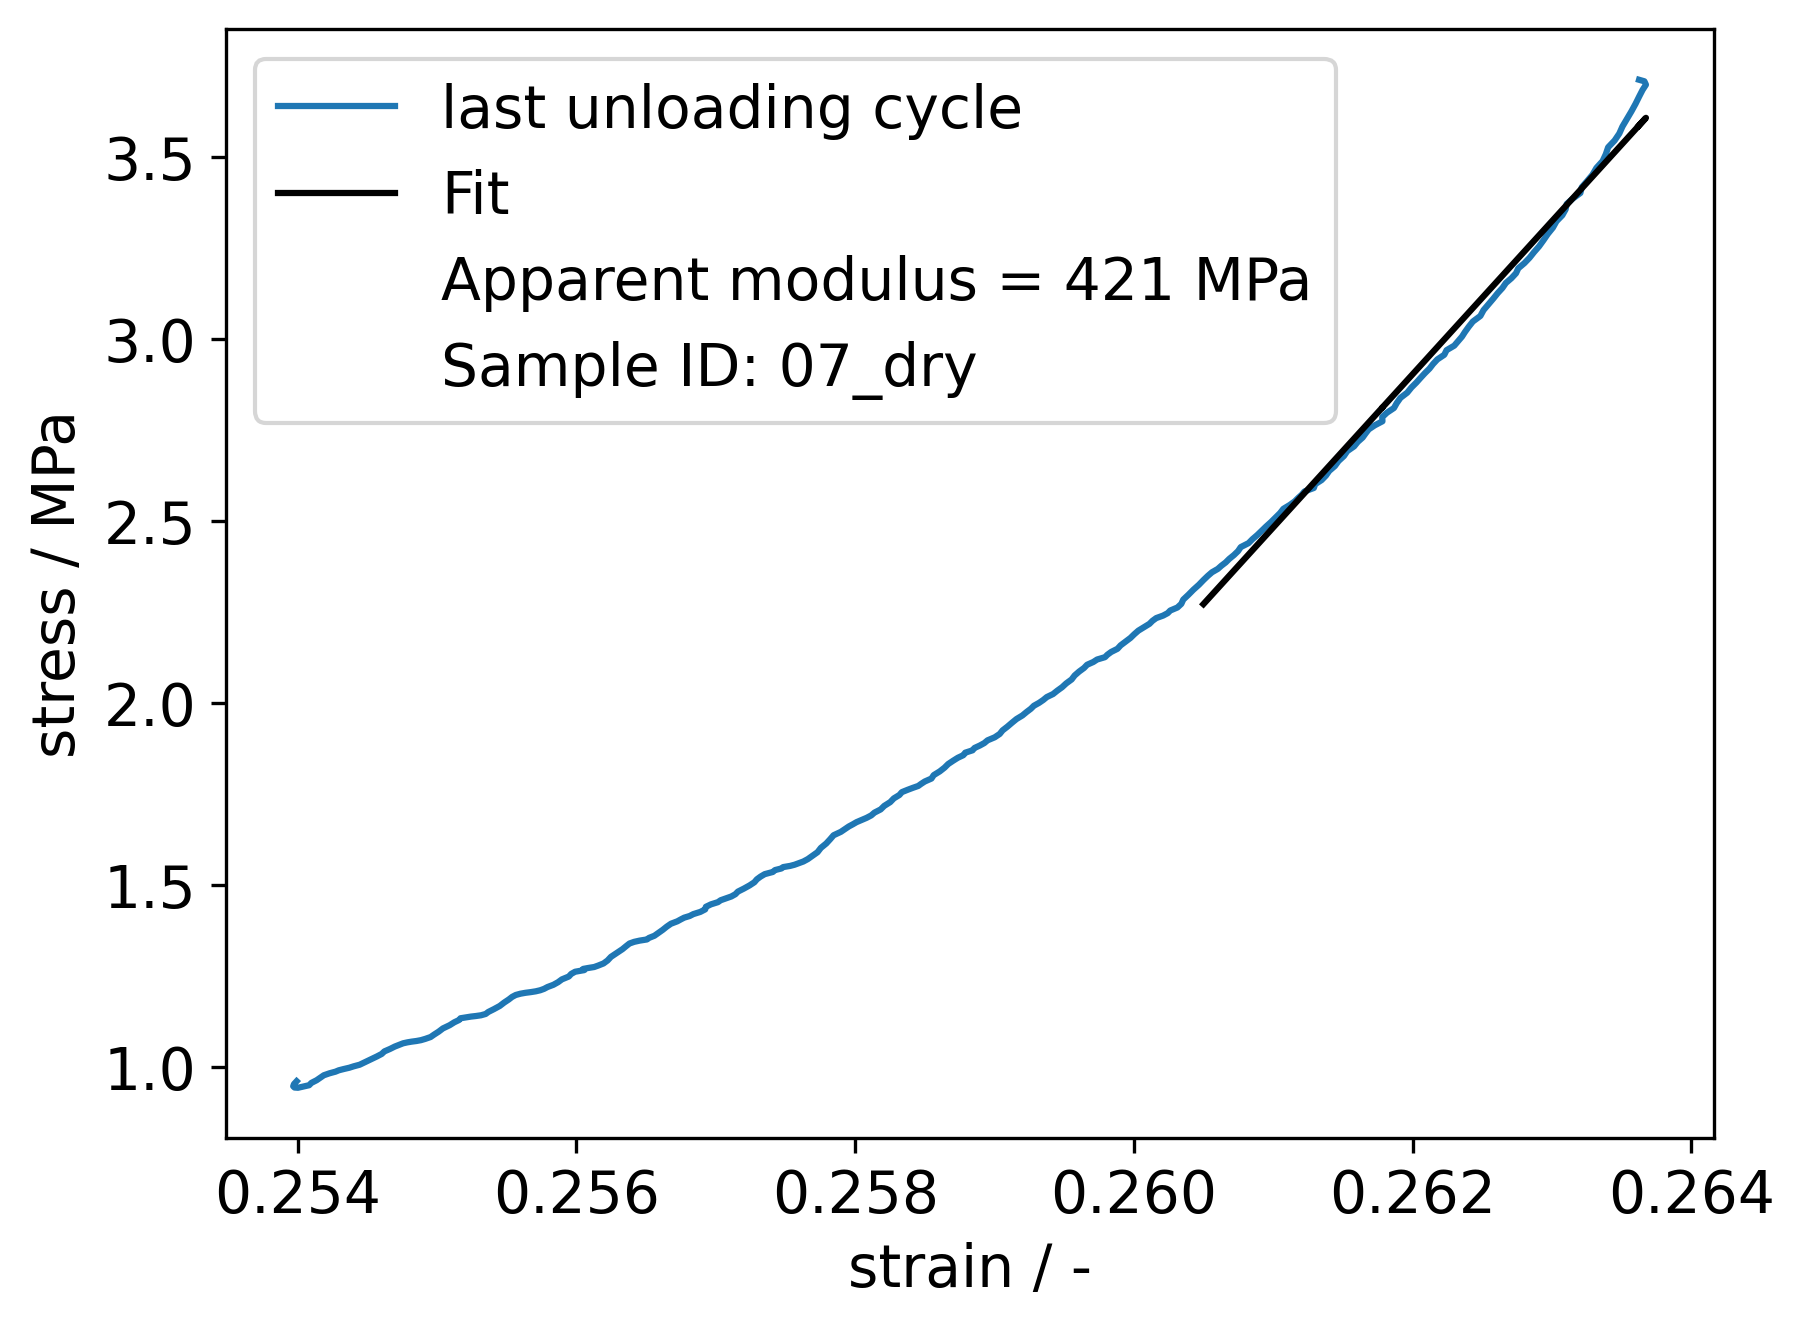 last unloading cycle
Fit
Apparent modulus = 421 MPa
Sample ID: 07_dry
stress / MPa
3.5
3.0
2.5
2.0
1.5
1.0
0.254 0.256 0.258 0.260 0.262 0.264
strain / -